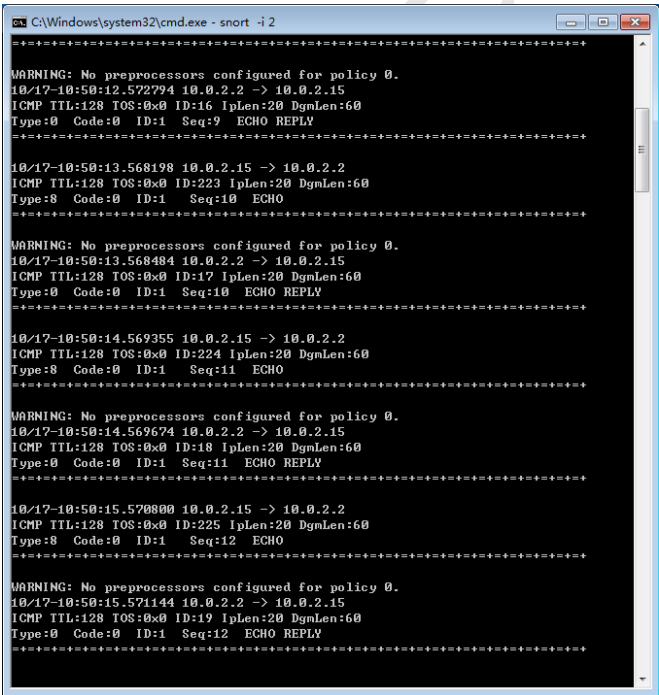 C:\Windows\system32\cmd.exe - snort -i 2
=+=+=+=+=+=+=+=+=+=+=+=+=+=+=+=+=+=+=+=+=+=+=+=+=+=+=+=+=+=+=+=+=+=+=+=+
WARNING: No preprocessors configured for policy 0.
10/17-10:50:12.572794 10.0.2.2 -> 10.0.2.15
ICMP TTL:128 TOS:0x0 ID:16 IpLen:20 DgmLen:60
Type:0 Code:0 ID:1 Seq:9 ECHO REPLY
=+=+=+=+=+=+=+=+=+=+=+=+=+=+=+=+=+=+=+=+=+=+=+=+=+=+=+=+=+=+=+=+=+=+=+=+
10/17-10:50:13.568198 10.0.2.15 -> 10.0.2.2
ICMP TTL:128 TOS:0x0 ID:223 IpLen:20 DgmLen:60
Type:8 Code:0 ID:1 Seq:10 ECHO
=+=+=+=+=+=+=+=+=+=+=+=+=+=+=+=+=+=+=+=+=+=+=+=+=+=+=+=+=+=+=+=+=+=+=+=+
WARNING: No preprocessors configured for policy 0.
10/17-10:50:13.568484 10.0.2.2 -> 10.0.2.15
ICMP TTL:128 TOS:0x0 ID:17 IpLen:20 DgmLen:60
Type:0 Code:0 ID:1 Seq:10 ECHO REPLY
=+=+=+=+=+=+=+=+=+=+=+=+=+=+=+=+=+=+=+=+=+=+=+=+=+=+=+=+=+=+=+=+=+=+=+=+
10/17-10:50:14.569355 10.0.2.15 -> 10.0.2.2
ICMP TTL:128 TOS:0x0 ID:224 IpLen:20 DgmLen:60
Type:8 Code:0 ID:1 Seq:11 ECHO
=+=+=+=+=+=+=+=+=+=+=+=+=+=+=+=+=+=+=+=+=+=+=+=+=+=+=+=+=+=+=+=+=+=+=+=+
WARNING: No preprocessors configured for policy 0.
10/17-10:50:14.569674 10.0.2.2 -> 10.0.2.15
ICMP TTL:128 TOS:0x0 ID:18 IpLen:20 DgmLen:60
Type:0 Code:0 ID:1 Seq:11 ECHO REPLY
=+=+=+=+=+=+=+=+=+=+=+=+=+=+=+=+=+=+=+=+=+=+=+=+=+=+=+=+=+=+=+=+=+=+=+=+
10/17-10:50:15.570800 10.0.2.15 -> 10.0.2.2
ICMP TTL:128 TOS:0x0 ID:225 IpLen:20 DgmLen:60
Type:8 Code:0 ID:1 Seq:12 ECHO
=+=+=+=+=+=+=+=+=+=+=+=+=+=+=+=+=+=+=+=+=+=+=+=+=+=+=+=+=+=+=+=+=+=+=+=+
WARNING: No preprocessors configured for policy 0.
10/17-10:50:15.571144 10.0.2.2 -> 10.0.2.15
ICMP TTL:128 TOS:0x0 ID:19 IpLen:20 DgmLen:60
Type:0 Code:0 ID:1 Seq:12 ECHO REPLY
=+=+=+=+=+=+=+=+=+=+=+=+=+=+=+=+=+=+=+=+=+=+=+=+=+=+=+=+=+=+=+=+=+=+=+=+